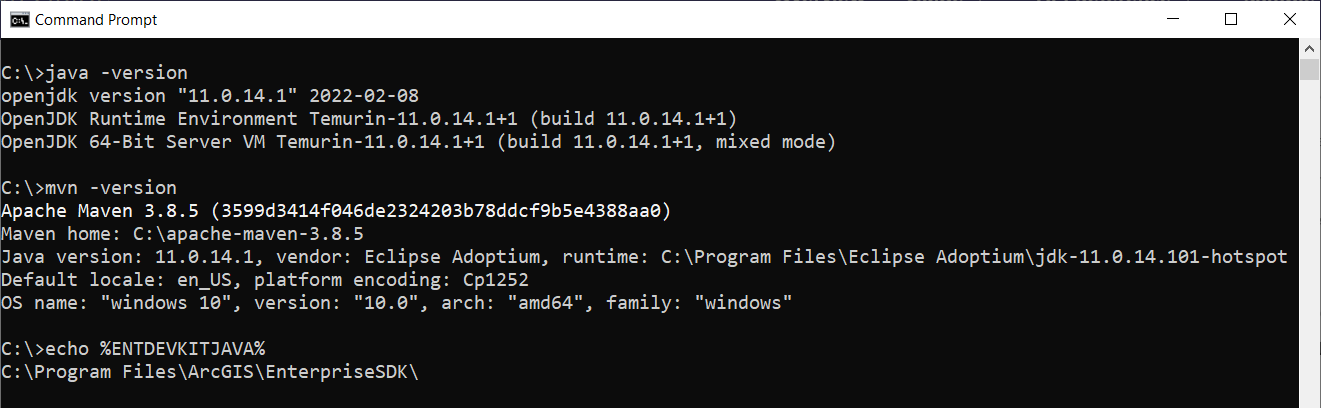 Command Prompt
C:\>java -version
openjdk version "11.0.14.1" 2022-02-08
OpenJDK Runtime Environment Temurin-11.0.14.1+1 (build 11.0.14.1+1)
OpenJDK 64-Bit Server VM Temurin-11.0.14.1+1 (build 11.0.14.1+1, mixed mode)
C:\>mvn -version
Apache Maven 3.8.5 (3599d3414f046de2324203b78ddcf9b5e4388aa0)
Maven home: C:\apache-maven-3.8.5
Java version: 11.0.14.1, vendor: Eclipse Adoptium, runtime: C:\Program Files\Eclipse Adoptium\jdk-11.0.14.101-hotspot
Default locale: en_US, platform encoding: Cp1252
OS name: "windows 10", version: "10.0", arch: "amd64", family: "windows"
C:\>echo %ENTDEVKITJAVA%
C:\Program Files\ArcGIS\EnterpriseSDK\